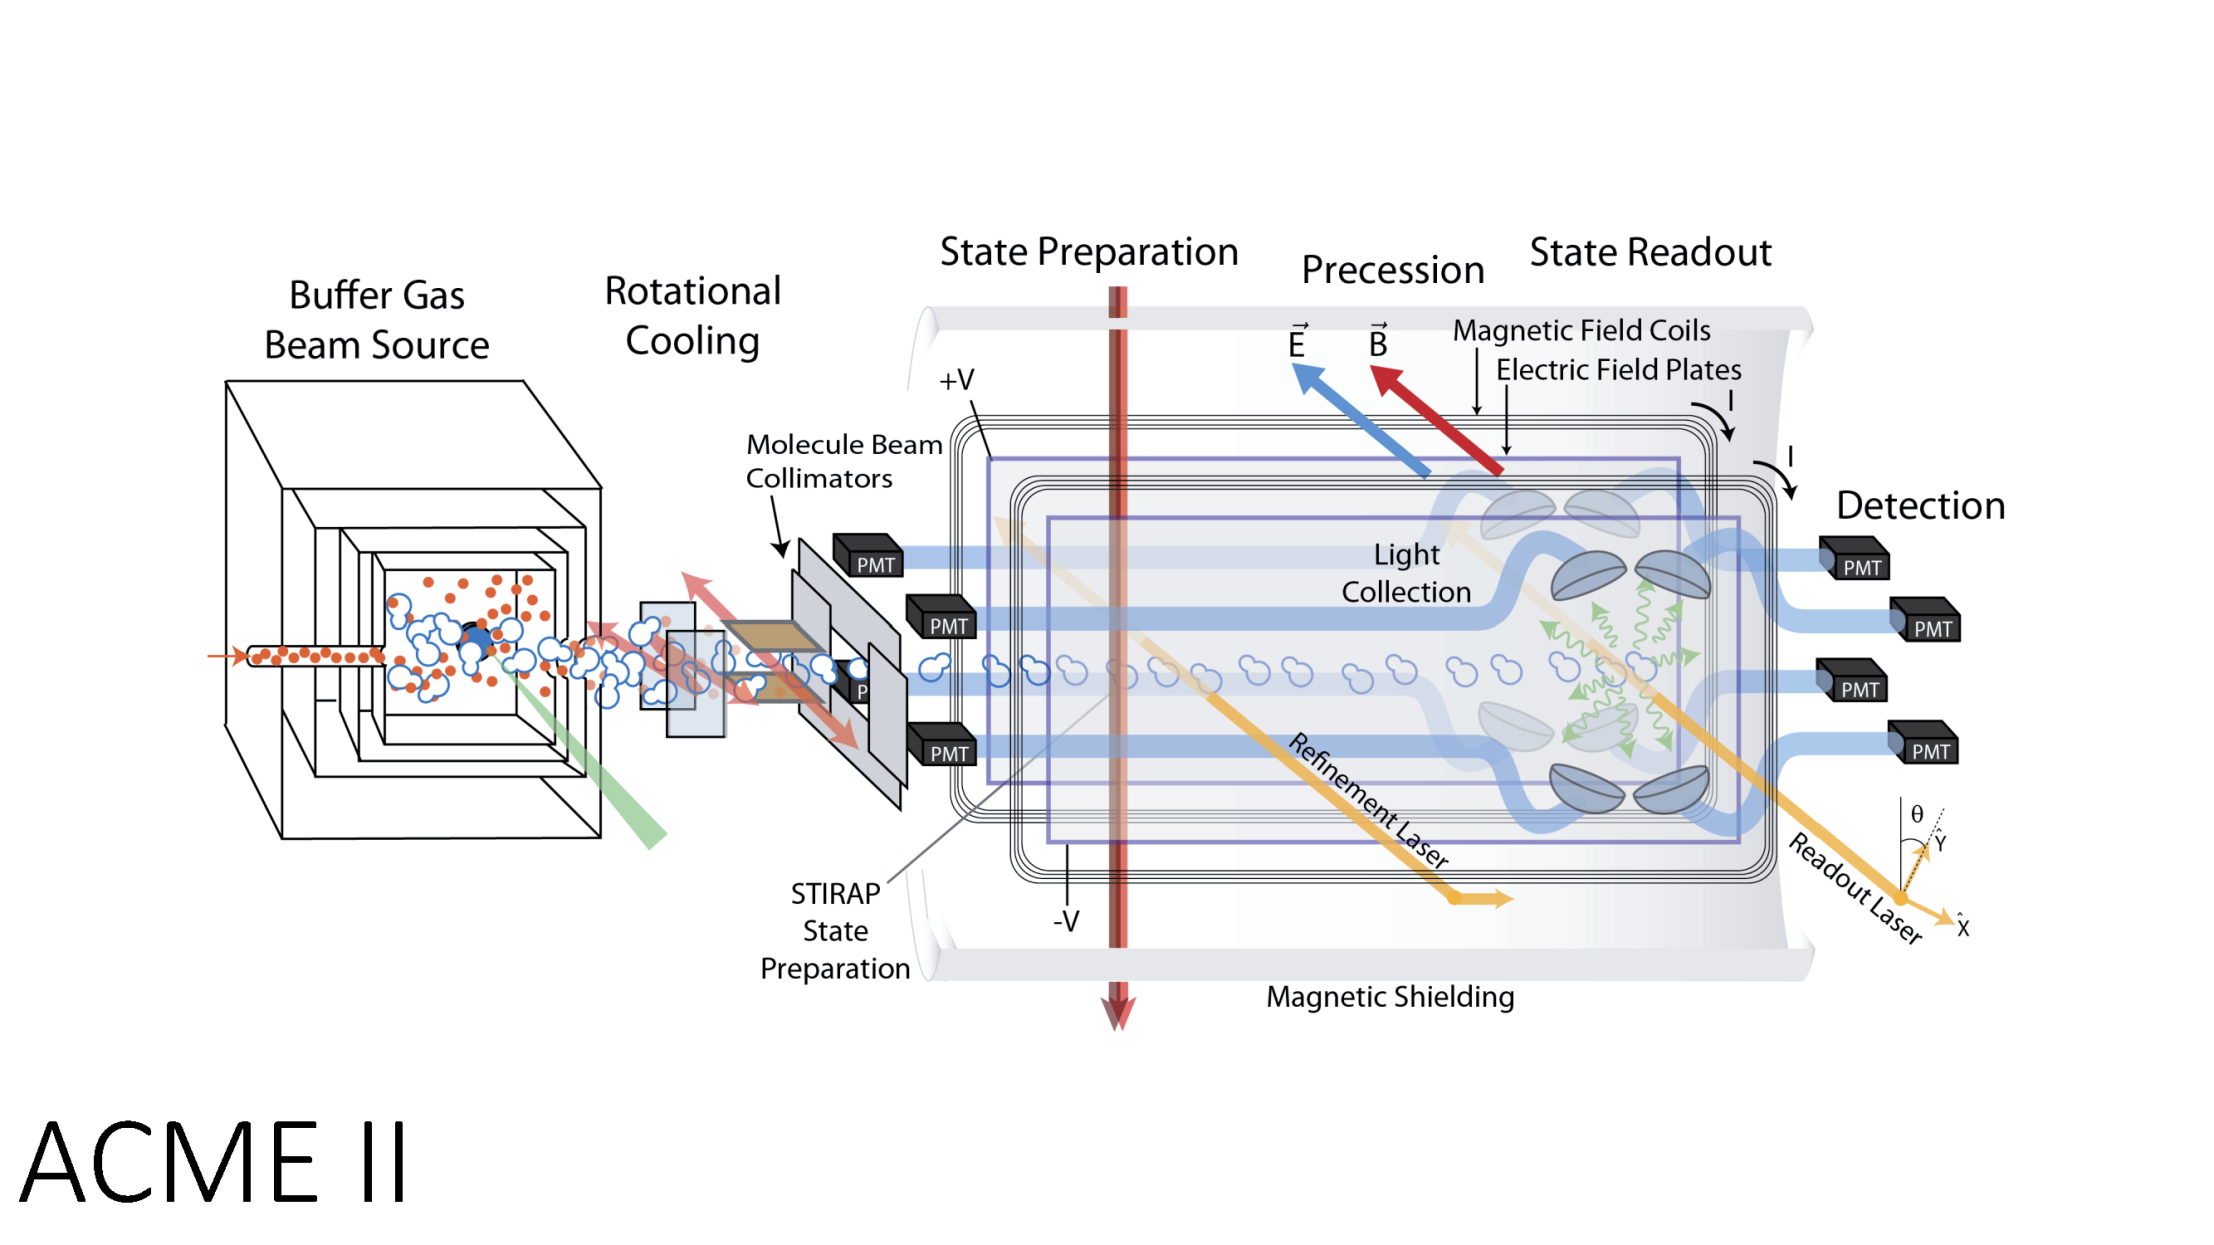 Buffer Gas
Beam Source
Rotational
Cooling
State Preparation
Precession
State Readout
E
B
Magnetic Field Coils
Electric Field Plates
I
I
+V
Molecule Beam
Collimators
Detection
PMT
PMT
P
PMT
Light
Collection
PMT
PMT
PMT
PMT
Refinement Laser
Readout Laser
θ
Ŷ
X̂
STIRAP
State
Preparation
-V
Magnetic Shielding
ACME II